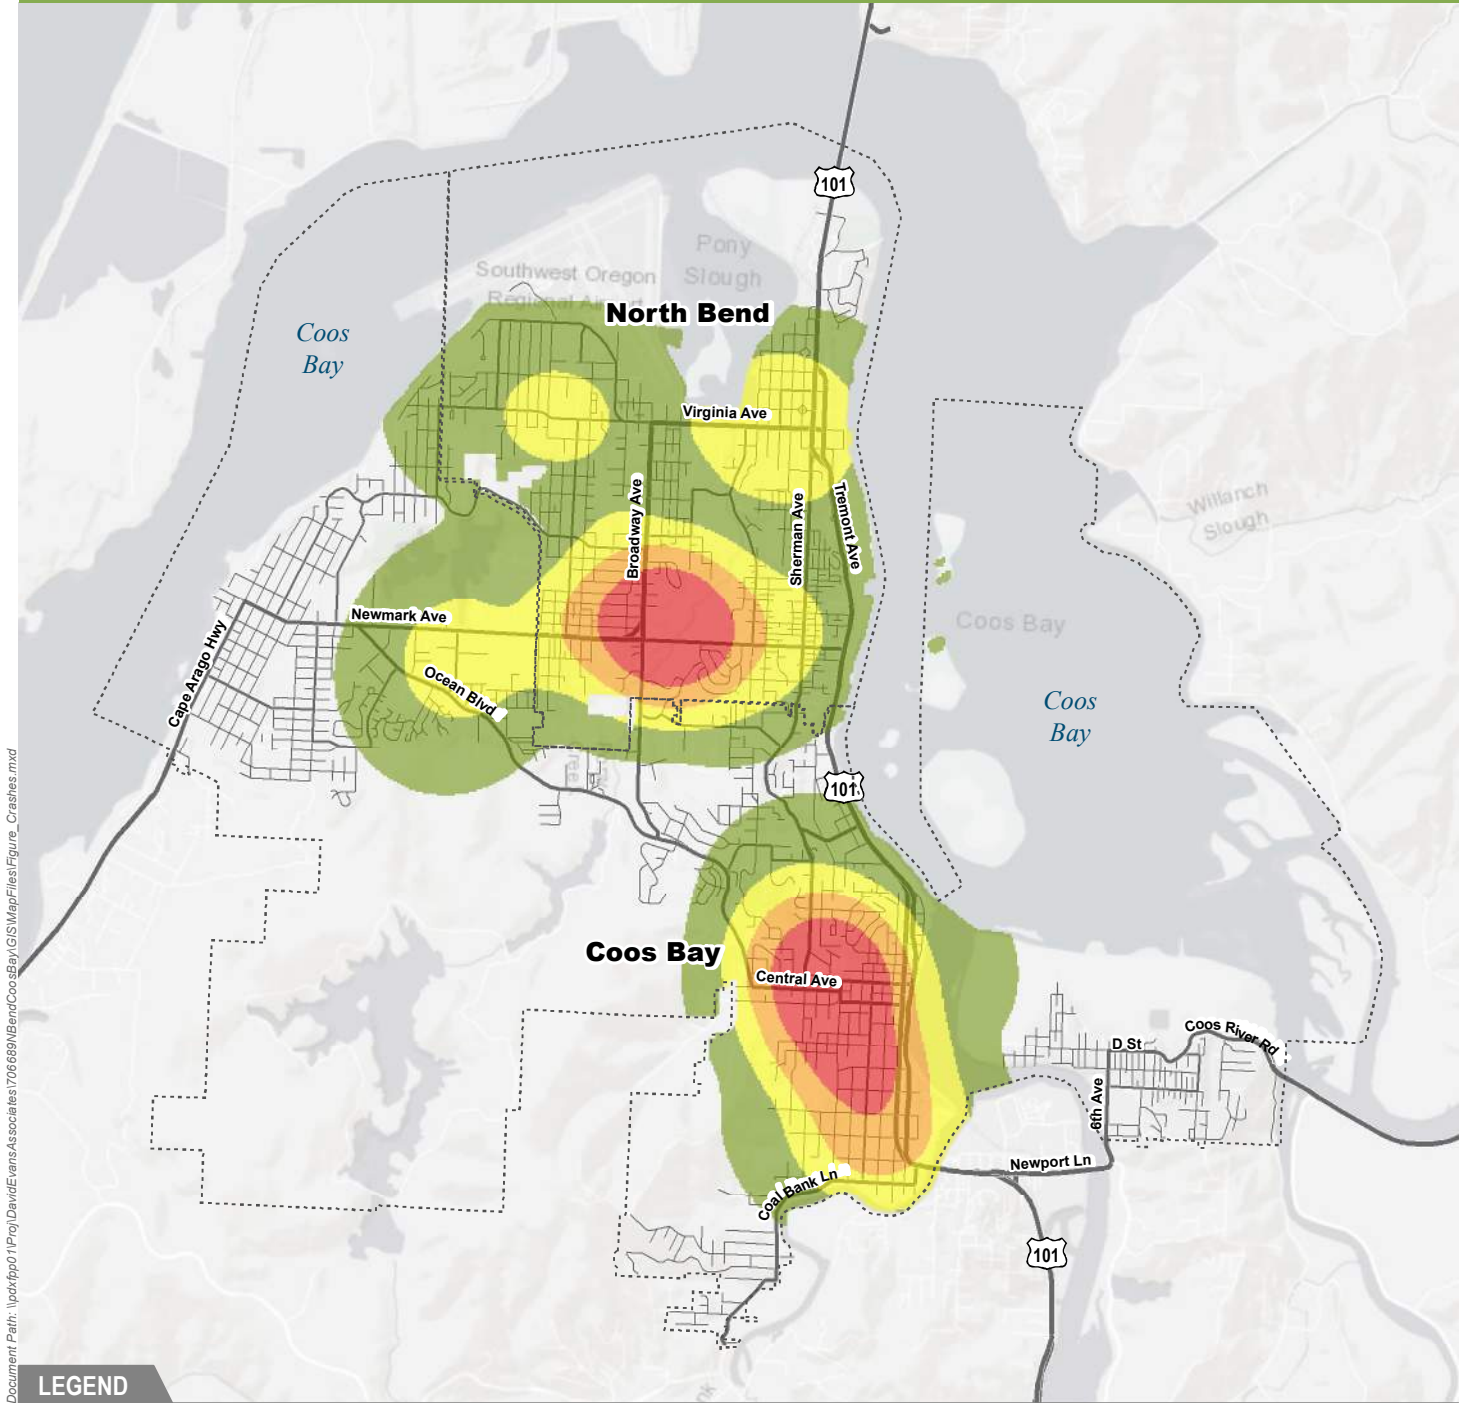 101
Pony
Slough
Southwest Oregon
Regional Airport
North Bend
Coos
Bay
Virginia Ave
Broadway Ave
Sherman Ave
Tremont Ave
Willanch
Slough
Newmark Ave
Coos Bay
Cape Arago Hwy
Ocean Blvd
Coos
Bay
101
Coos Bay
Central Ave
D St
Coos River Rd
6th Ave
Newport Ln
Coal Bank Ln
101
Document Path: \\pdxfpp01\Proj\DavidEvansAssociates\706689NBendCoosBay\GIS\MapFiles\Figure_Crashes.mxd
LEGEND